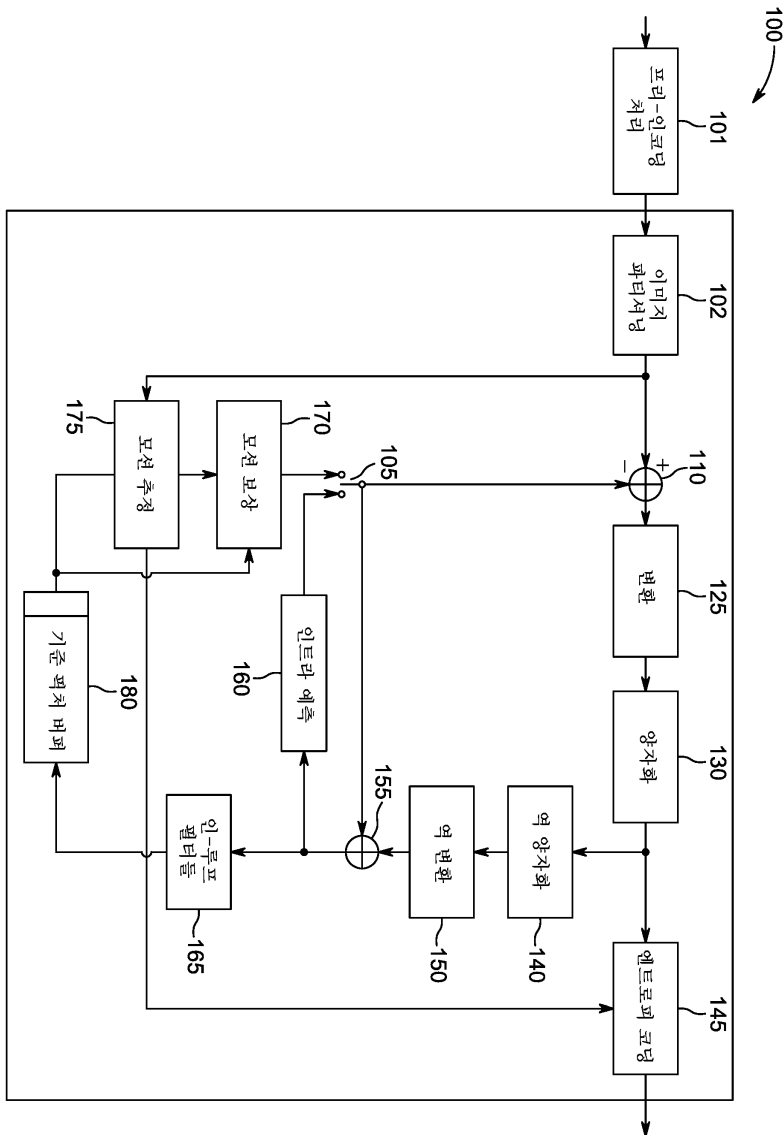 100
프리-인코딩
처리
101
이미지
파티셔닝
102
+
-
110
변환
125
양자화
130
엔트로피 코딩
145
역 양자화
140
역 변환
150
155
105
모션 보상
170
모션 추정
175
인트라 예측
160
인-루프
필터들
165
기준 픽처 버퍼
180